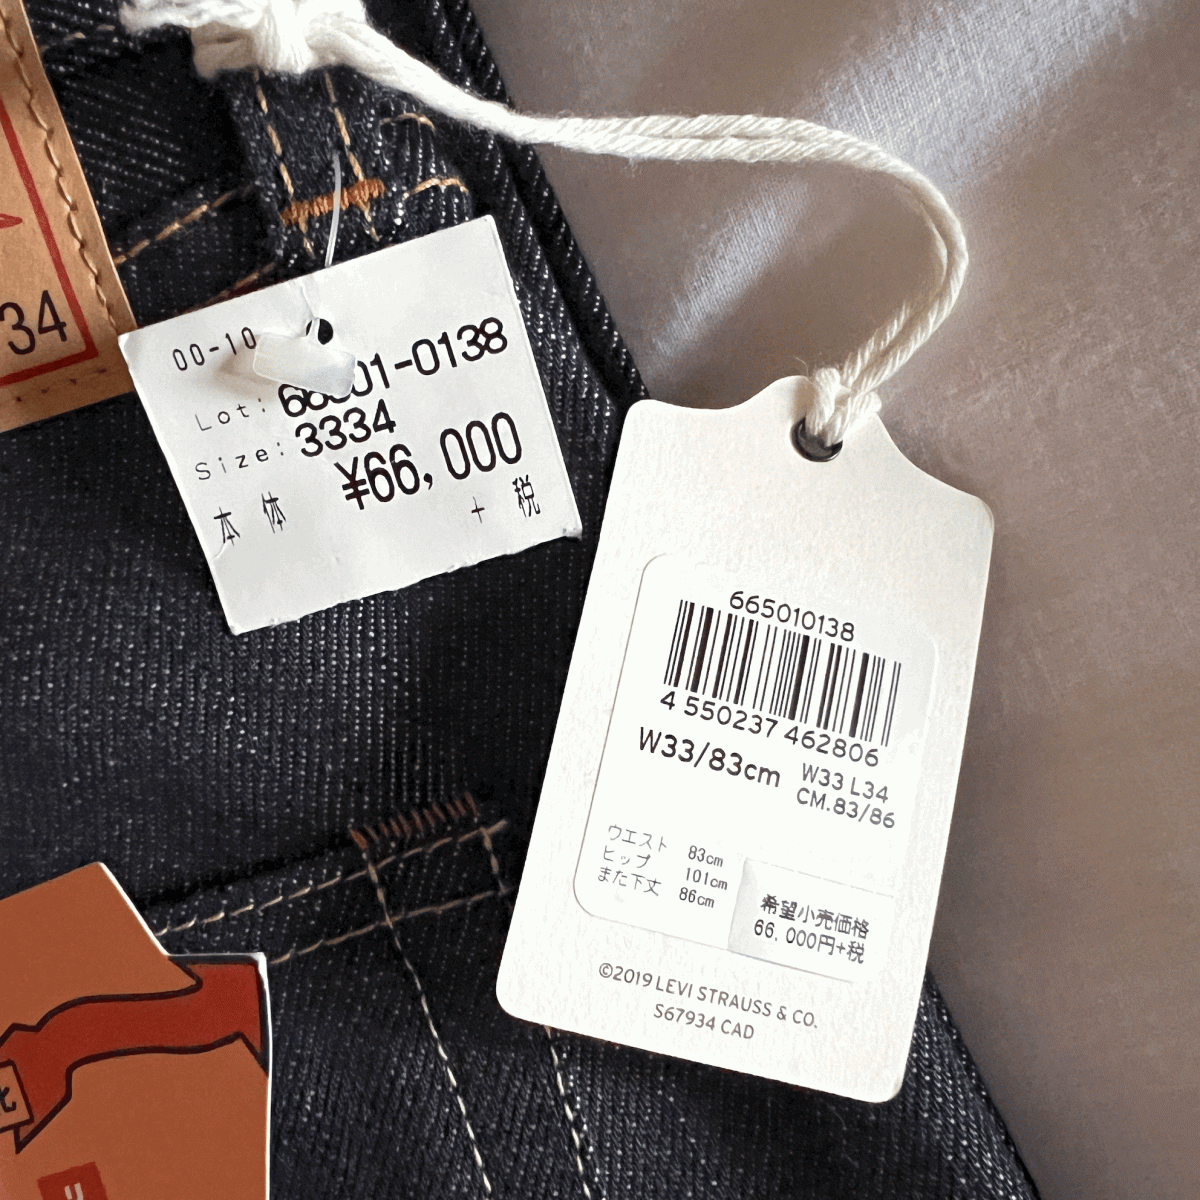 34
00-10
Lot: 01-0138
Size: 3334
¥66,000
本体 + 税
665010138
4 550237 462806
W33/83cm
W33 L34
CM.83/86
ウエスト 83cm
ヒップ 101cm
また下丈 86cm
希望小売価格
66,000円+税
©2019 LEVI STRAUSS & CO.
S67934 CAD